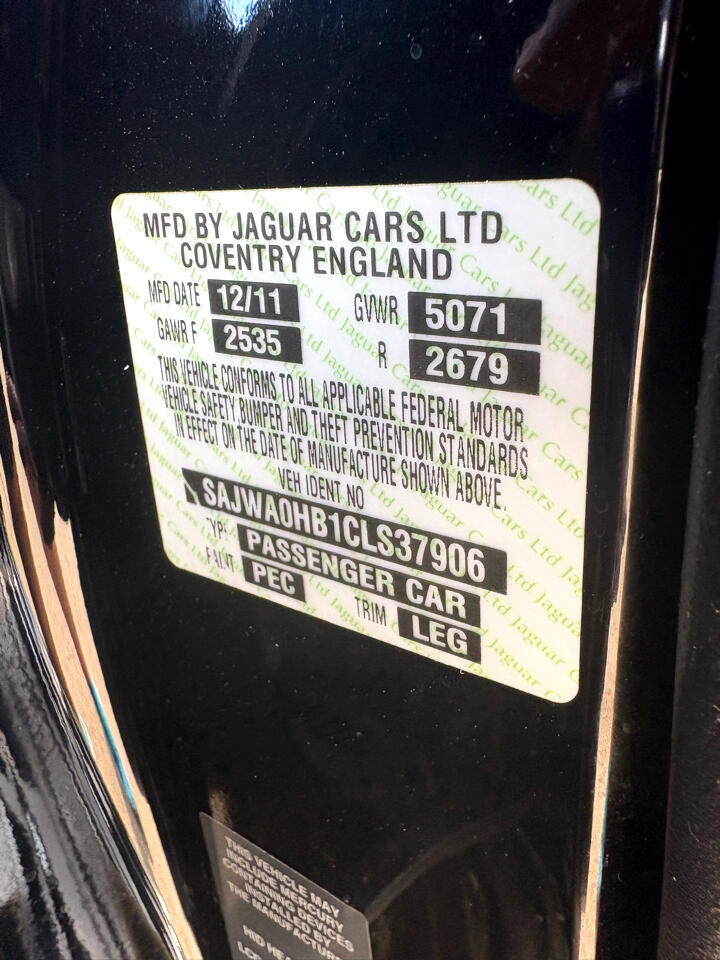 MFD BY JAGUAR CARS LTD
COVENTRY ENGLAND
MFD DATE 12/11 GVWR 5071
GAWR F 2535 R 2679
THIS VEHICLE CONFORMS TO ALL APPLICABLE FEDERAL MOTOR
VEHICLE SAFETY BUMPER AND THEFT PREVENTION STANDARDS
IN EFFECT ON THE DATE OF MANUFACTURE SHOWN ABOVE.
VEH IDENT NO
SAJWA0HB1CLS37906
TYPE PASSENGER CAR
PAINT PEC TRIM LEG
THIS VEHICLE MAY
INCLUDE MERCURY
CONTAINING DEVICES
INSTALLED BY
THE MANUFACTURE
HID